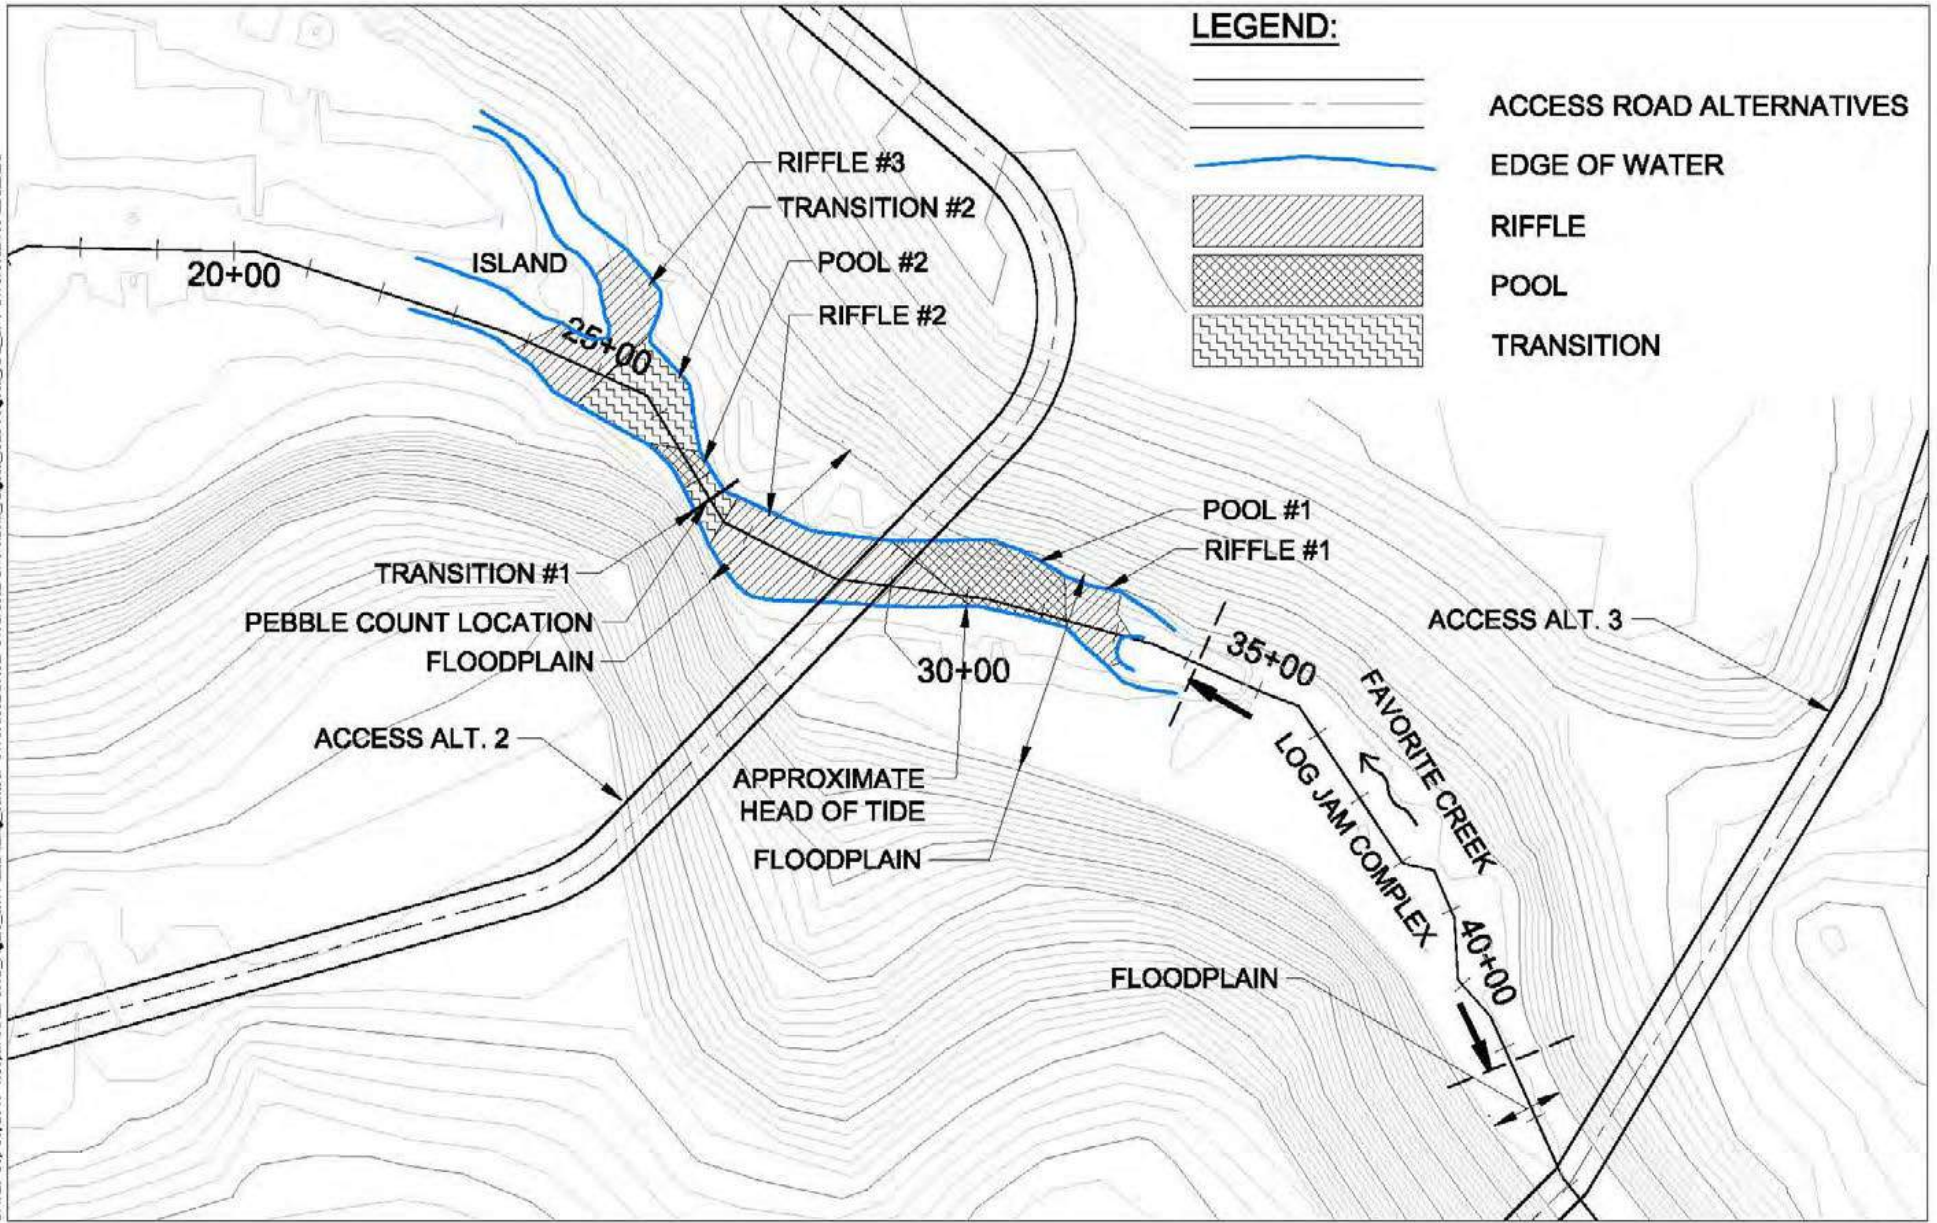 LEGEND:
ACCESS ROAD ALTERNATIVES
EDGE OF WATER
RIFFLE
POOL
TRANSITION
RIFFLE #3
TRANSITION #2
POOL #2
RIFFLE #2
ISLAND
20+00
25+00
POOL #1
RIFFLE #1
TRANSITION #1
PEBBLE COUNT LOCATION
FLOODPLAIN
30+00
35+00
ACCESS ALT. 3
FAVORITE CREEK
ACCESS ALT. 2
LOG JAM COMPLEX
APPROXIMATE
HEAD OF TIDE
FLOODPLAIN
40+00
FLOODPLAIN